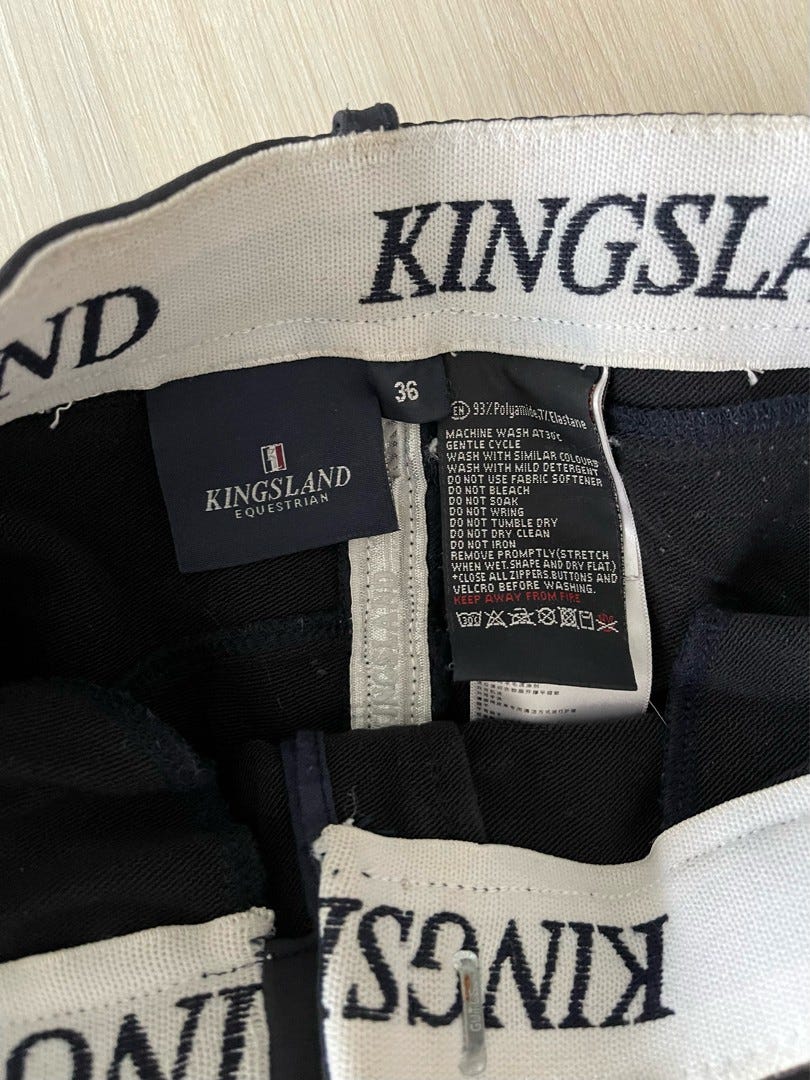 KINGSLA
ND
36
KINGSLAND
EQUESTRIAN
EN 93% Polyamide,7% Elastane
MACHINE WASH AT 30°C
GENTLE CYCLE
WASH WITH SIMILAR COLOURS
WASH WITH MILD DETERGENT
DO NOT USE FABRIC SOFTENER
DO NOT BLEACH
DO NOT SOAK
DO NOT WRING
DO NOT TUMBLE DRY
DO NOT DRY CLEAN
DO NOT IRON
REMOVE PROMPTLY(STRETCH
WHEN WET.SHAPE AND DRY FLAT.)
*CLOSE ALL ZIPPERS.BUTTONS AND
VELCRO BEFORE WASHING.
KEEP AWAY FROM FIRE
KINGSLAND
KINGSL